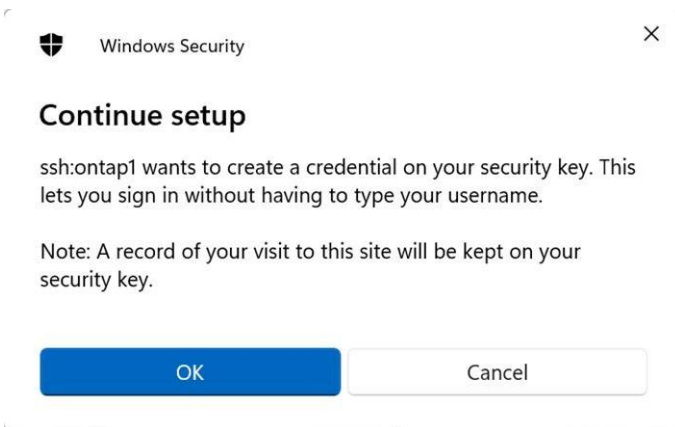 Windows Security
Continue setup
ssh:ontap1 wants to create a credential on your security key. This
lets you sign in without having to type your username.
Note: A record of your visit to this site will be kept on your
security key.
OK
Cancel